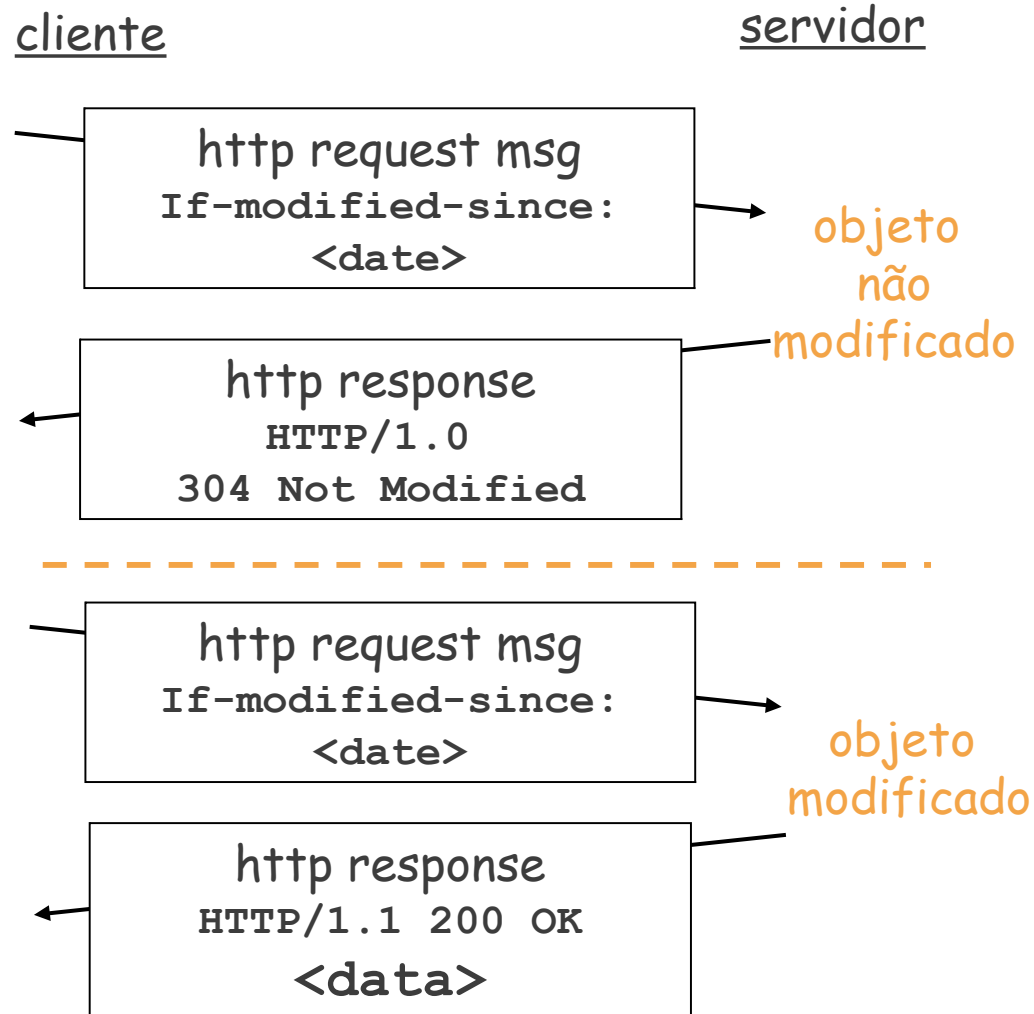 cliente
servidor
http request msg
If-modified-since:
<date>
objeto
não
modificado
http response
HTTP/1.0
304 Not Modified
http request msg
If-modified-since:
<date>
objeto
modificado
http response
HTTP/1.1 200 OK
<data>